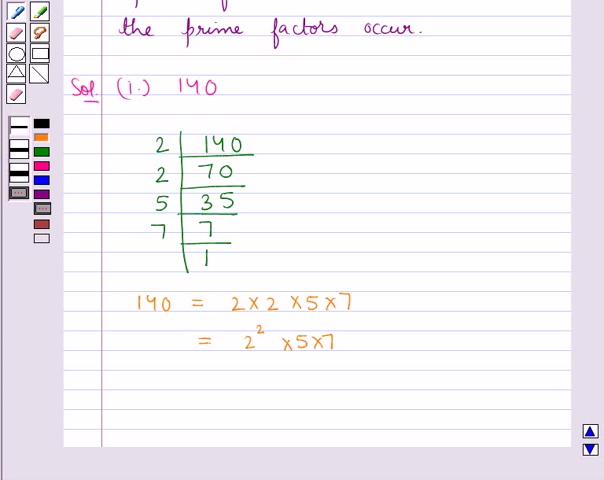 the prime factors occur.
Sol. (i.) 140
2 | 140
2 | 70
5 | 35
7 | 7
| 1
140 = 2 × 2 × 5 × 7
= 2² × 5 × 7